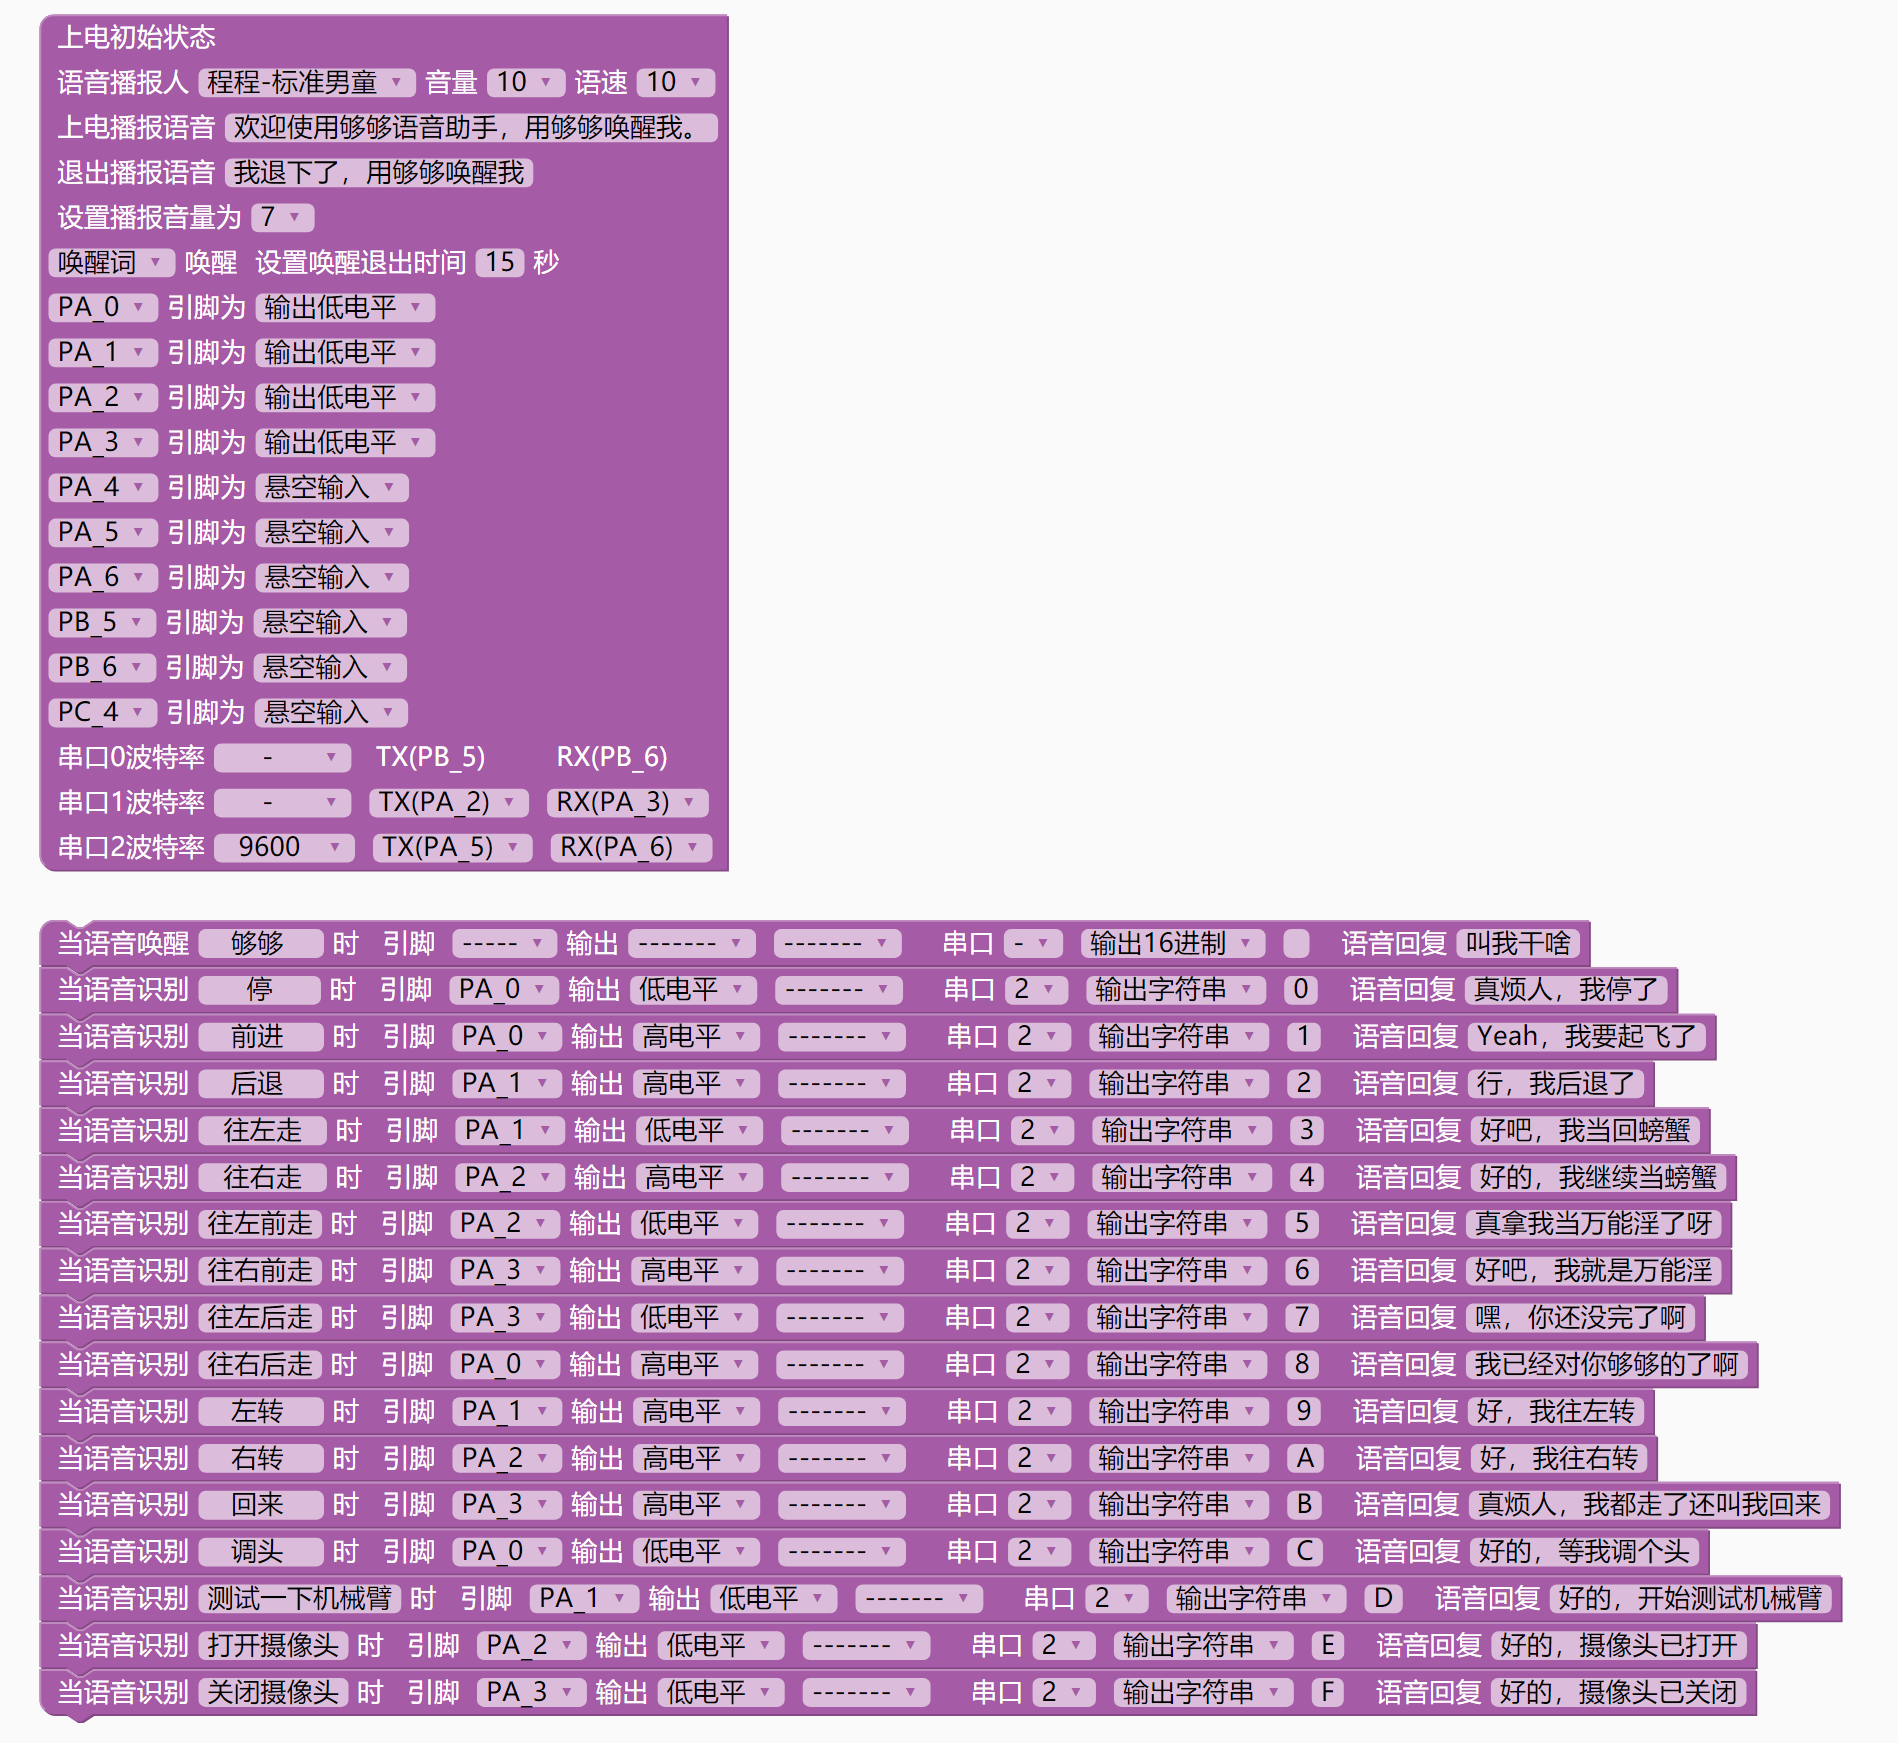 上电初始状态
语音播报人 程程-标准男童 音量 10 语速 10
上电播报语音 欢迎使用够够语音助手，用够够唤醒我。
退出播报语音 我退下了，用够够唤醒我
设置播报音量为 7
唤醒词 唤醒 设置唤醒退出时间 15 秒
PA_0 引脚为 输出低电平
PA_1 引脚为 输出低电平
PA_2 引脚为 输出低电平
PA_3 引脚为 输出低电平
PA_4 引脚为 悬空输入
PA_5 引脚为 悬空输入
PA_6 引脚为 悬空输入
PB_5 引脚为 悬空输入
PB_6 引脚为 悬空输入
PC_4 引脚为 悬空输入
串口0波特率 - TX(PB_5) RX(PB_6)
串口1波特率 - TX(PA_2) RX(PA_3)
串口2波特率 9600 TX(PA_5) RX(PA_6)
当语音唤醒 够够 时 引脚 ----- 输出 ------- ------- 串口 - 输出16进制 语音回复 叫我干啥
当语音识别 停 时 引脚 PA_0 输出 低电平 ------- 串口 2 输出字符串 0 语音回复 真烦人，我停了
当语音识别 前进 时 引脚 PA_0 输出 高电平 ------- 串口 2 输出字符串 1 语音回复 Yeah，我要起飞了
当语音识别 后退 时 引脚 PA_1 输出 高电平 ------- 串口 2 输出字符串 2 语音回复 行，我后退了
当语音识别 往左走 时 引脚 PA_1 输出 低电平 ------- 串口 2 输出字符串 3 语音回复 好吧，我当回螃蟹
当语音识别 往右走 时 引脚 PA_2 输出 高电平 ------- 串口 2 输出字符串 4 语音回复 好的，我继续当螃蟹
当语音识别 往左前走 时 引脚 PA_2 输出 低电平 ------- 串口 2 输出字符串 5 语音回复 真拿我当万能淫了呀
当语音识别 往右前走 时 引脚 PA_3 输出 高电平 ------- 串口 2 输出字符串 6 语音回复 好吧，我就是万能淫
当语音识别 往左后走 时 引脚 PA_3 输出 低电平 ------- 串口 2 输出字符串 7 语音回复 嘿，你还没完了啊
当语音识别 往右后走 时 引脚 PA_0 输出 高电平 ------- 串口 2 输出字符串 8 语音回复 我已经对你够够的了啊
当语音识别 左转 时 引脚 PA_1 输出 高电平 ------- 串口 2 输出字符串 9 语音回复 好，我往左转
当语音识别 右转 时 引脚 PA_2 输出 高电平 ------- 串口 2 输出字符串 A 语音回复 好，我往右转
当语音识别 回来 时 引脚 PA_3 输出 高电平 ------- 串口 2 输出字符串 B 语音回复 真烦人，我都走了还叫我回来
当语音识别 调头 时 引脚 PA_0 输出 低电平 ------- 串口 2 输出字符串 C 语音回复 好的，等我调个头
当语音识别 测试一下机械臂 时 引脚 PA_1 输出 低电平 ------- 串口 2 输出字符串 D 语音回复 好的，开始测试机械臂
当语音识别 打开摄像头 时 引脚 PA_2 输出 低电平 ------- 串口 2 输出字符串 E 语音回复 好的，摄像头已打开
当语音识别 关闭摄像头 时 引脚 PA_3 输出 低电平 ------- 串口 2 输出字符串 F 语音回复 好的，摄像头已关闭